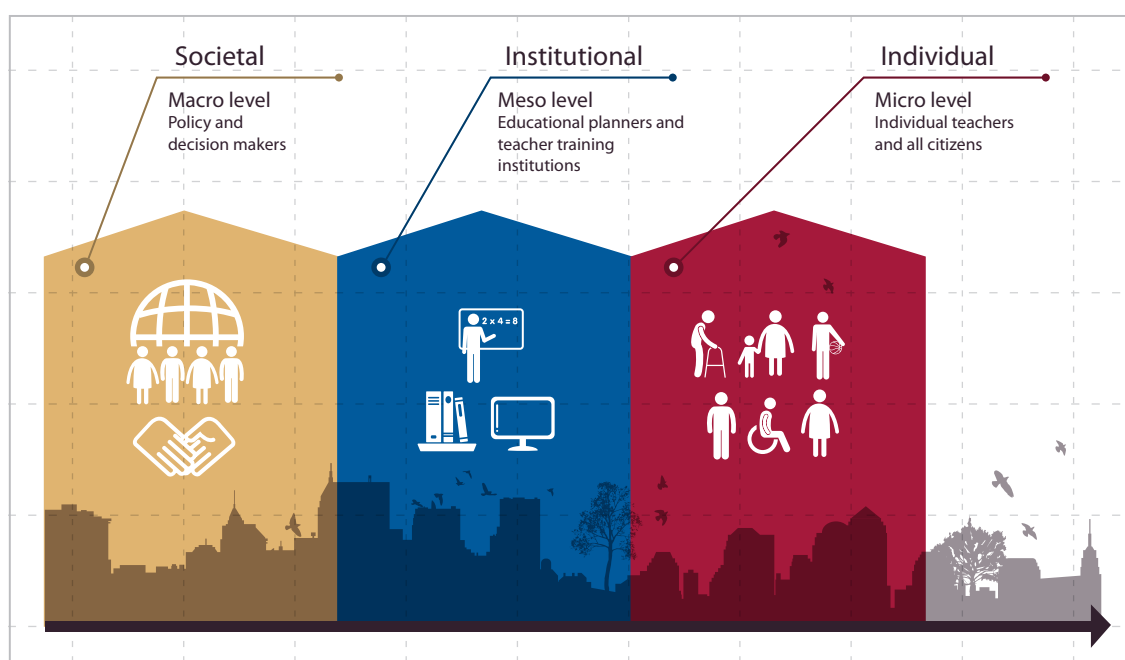 Societal
Macro level
Policy and
decision makers
Institutional
Meso level
Educational planners and
teacher training
institutions
Individual
Micro level
Individual teachers
and all citizens
2 x 4 = 8